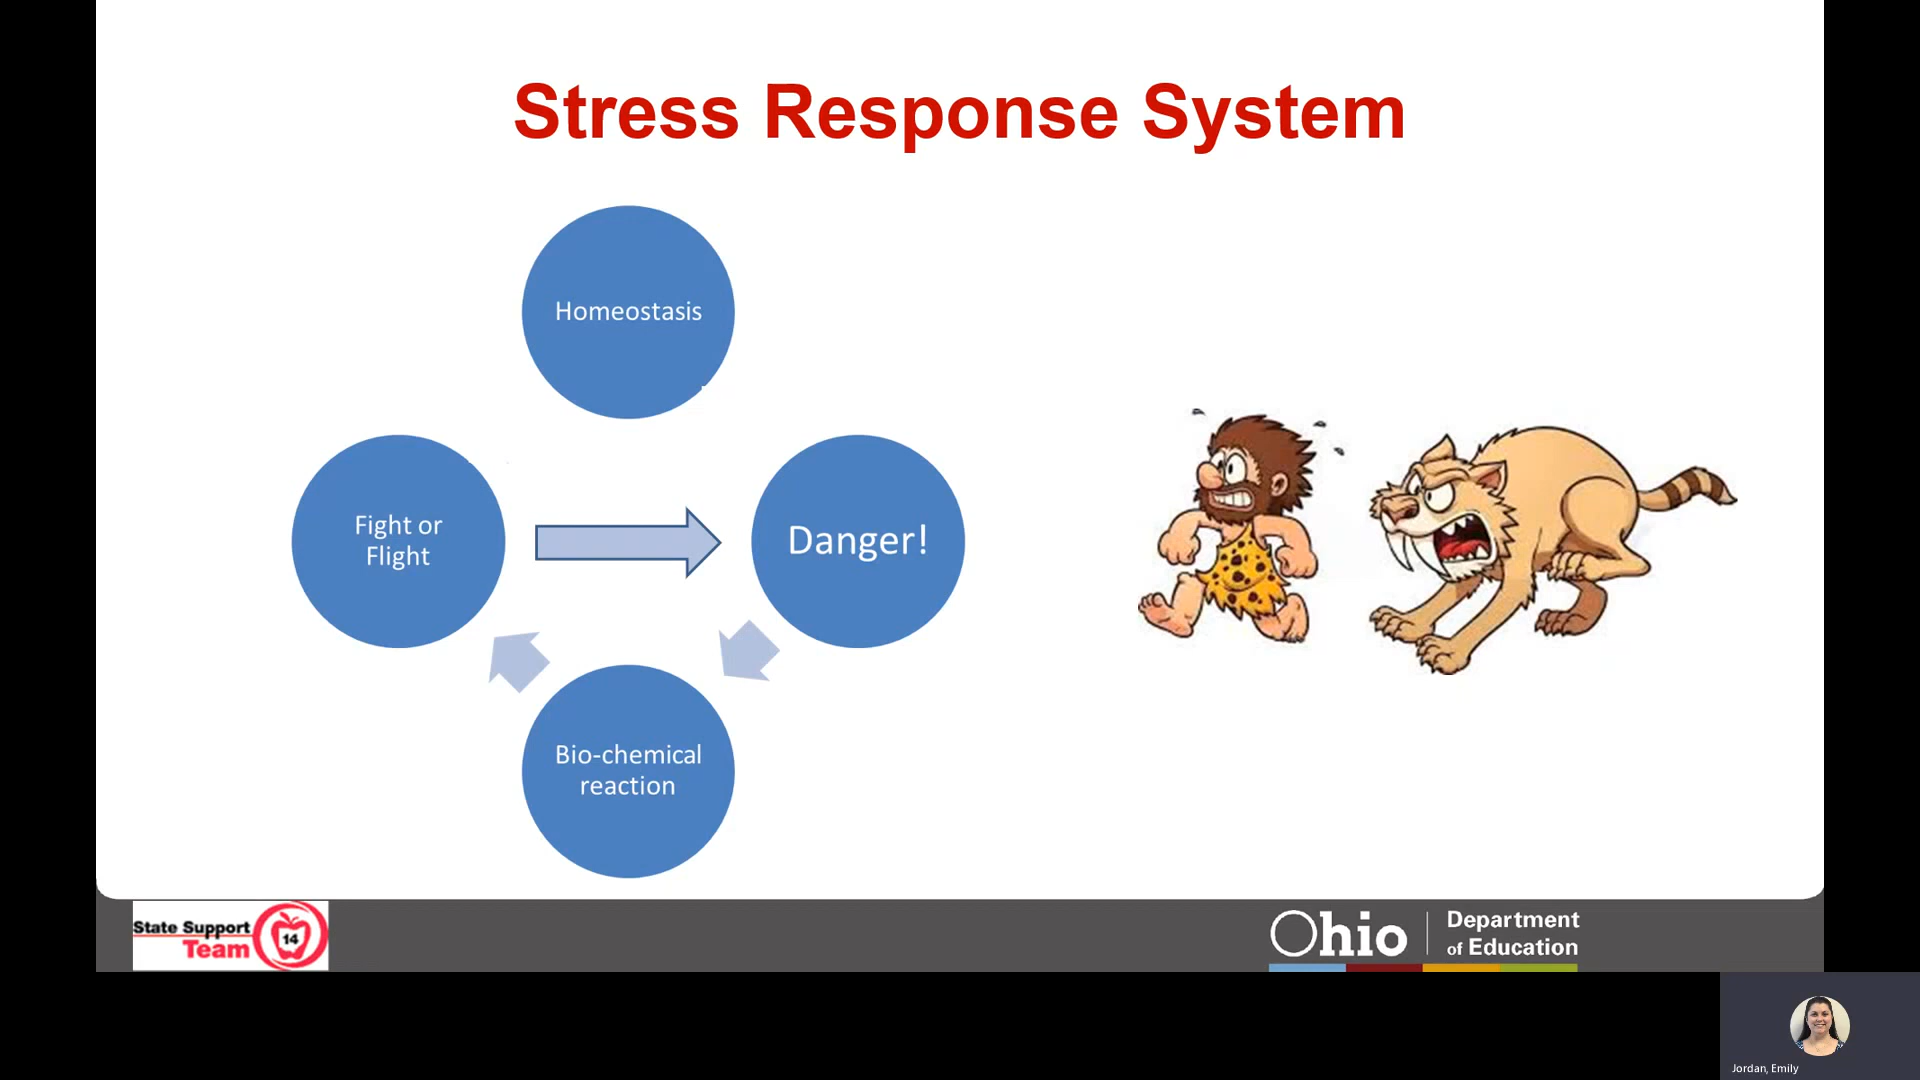 Stress Response System
Homeostasis
Fight or
Flight
Danger!
Bio-chemical
reaction
State Support
Team
14
Ohio
Department
of Education
Jordan, Emily